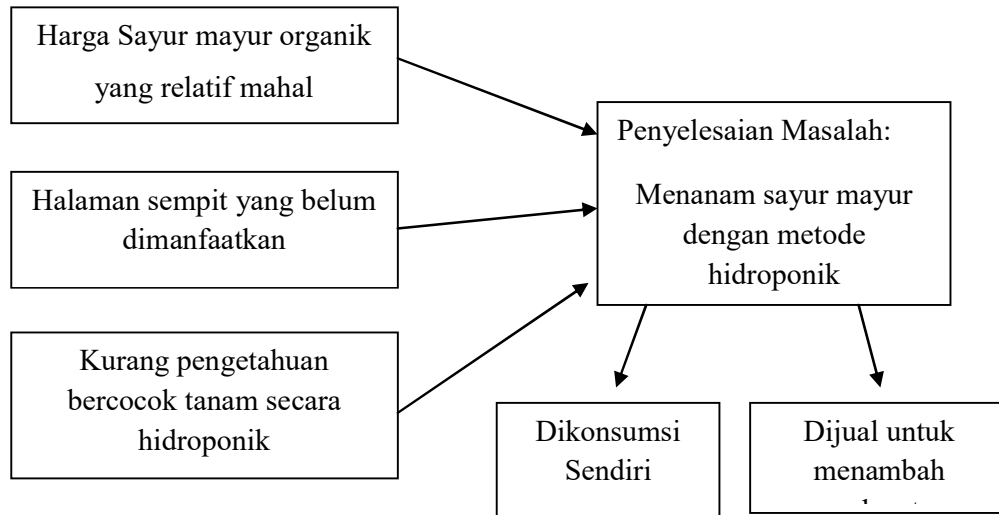 Harga Sayur mayur organik
yang relatif mahal
Halaman sempit yang belum
dimanfaatkan
Kurang pengetahuan
bercocok tanam secara
hidroponik
Penyelesaian Masalah:
Menanam sayur mayur
dengan metode
hidroponik
Dikonsumsi
Sendiri
Dijual untuk
menambah